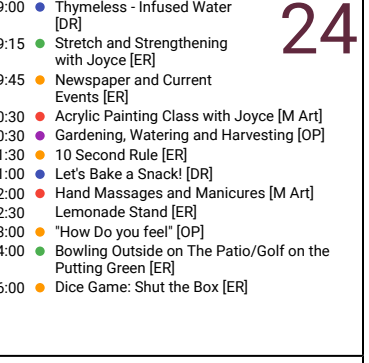 9:00 Thymeless - Infused Water
[DR]
24
9:15 Stretch and Strengthening
with Joyce [ER]
9:45 Newspaper and Current
Events [ER]
0:30 Acrylic Painting Class with Joyce [M Art]
0:30 Gardening, Watering and Harvesting [OP]
1:30 10 Second Rule [ER]
1:00 Let's Bake a Snack! [DR]
2:00 Hand Massages and Manicures [M Art]
2:30 Lemonade Stand [ER]
3:00 "How Do you feel" [OP]
4:00 Bowling Outside on The Patio/Golf on the
Putting Green [ER]
6:00 Dice Game: Shut the Box [ER]